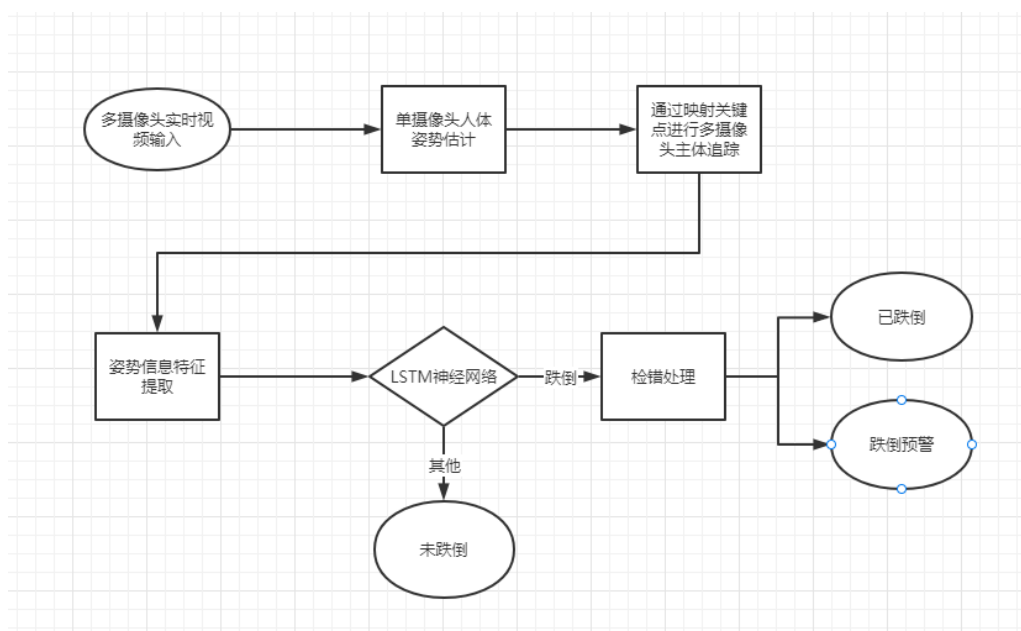 多摄像头实时视
频输入
单摄像头人体
姿势估计
通过映射关键
点进行多摄像
头主体追踪
姿势信息特征
提取
LSTM神经网络
跌倒
检错处理
已跌倒
跌倒预警
其他
未跌倒